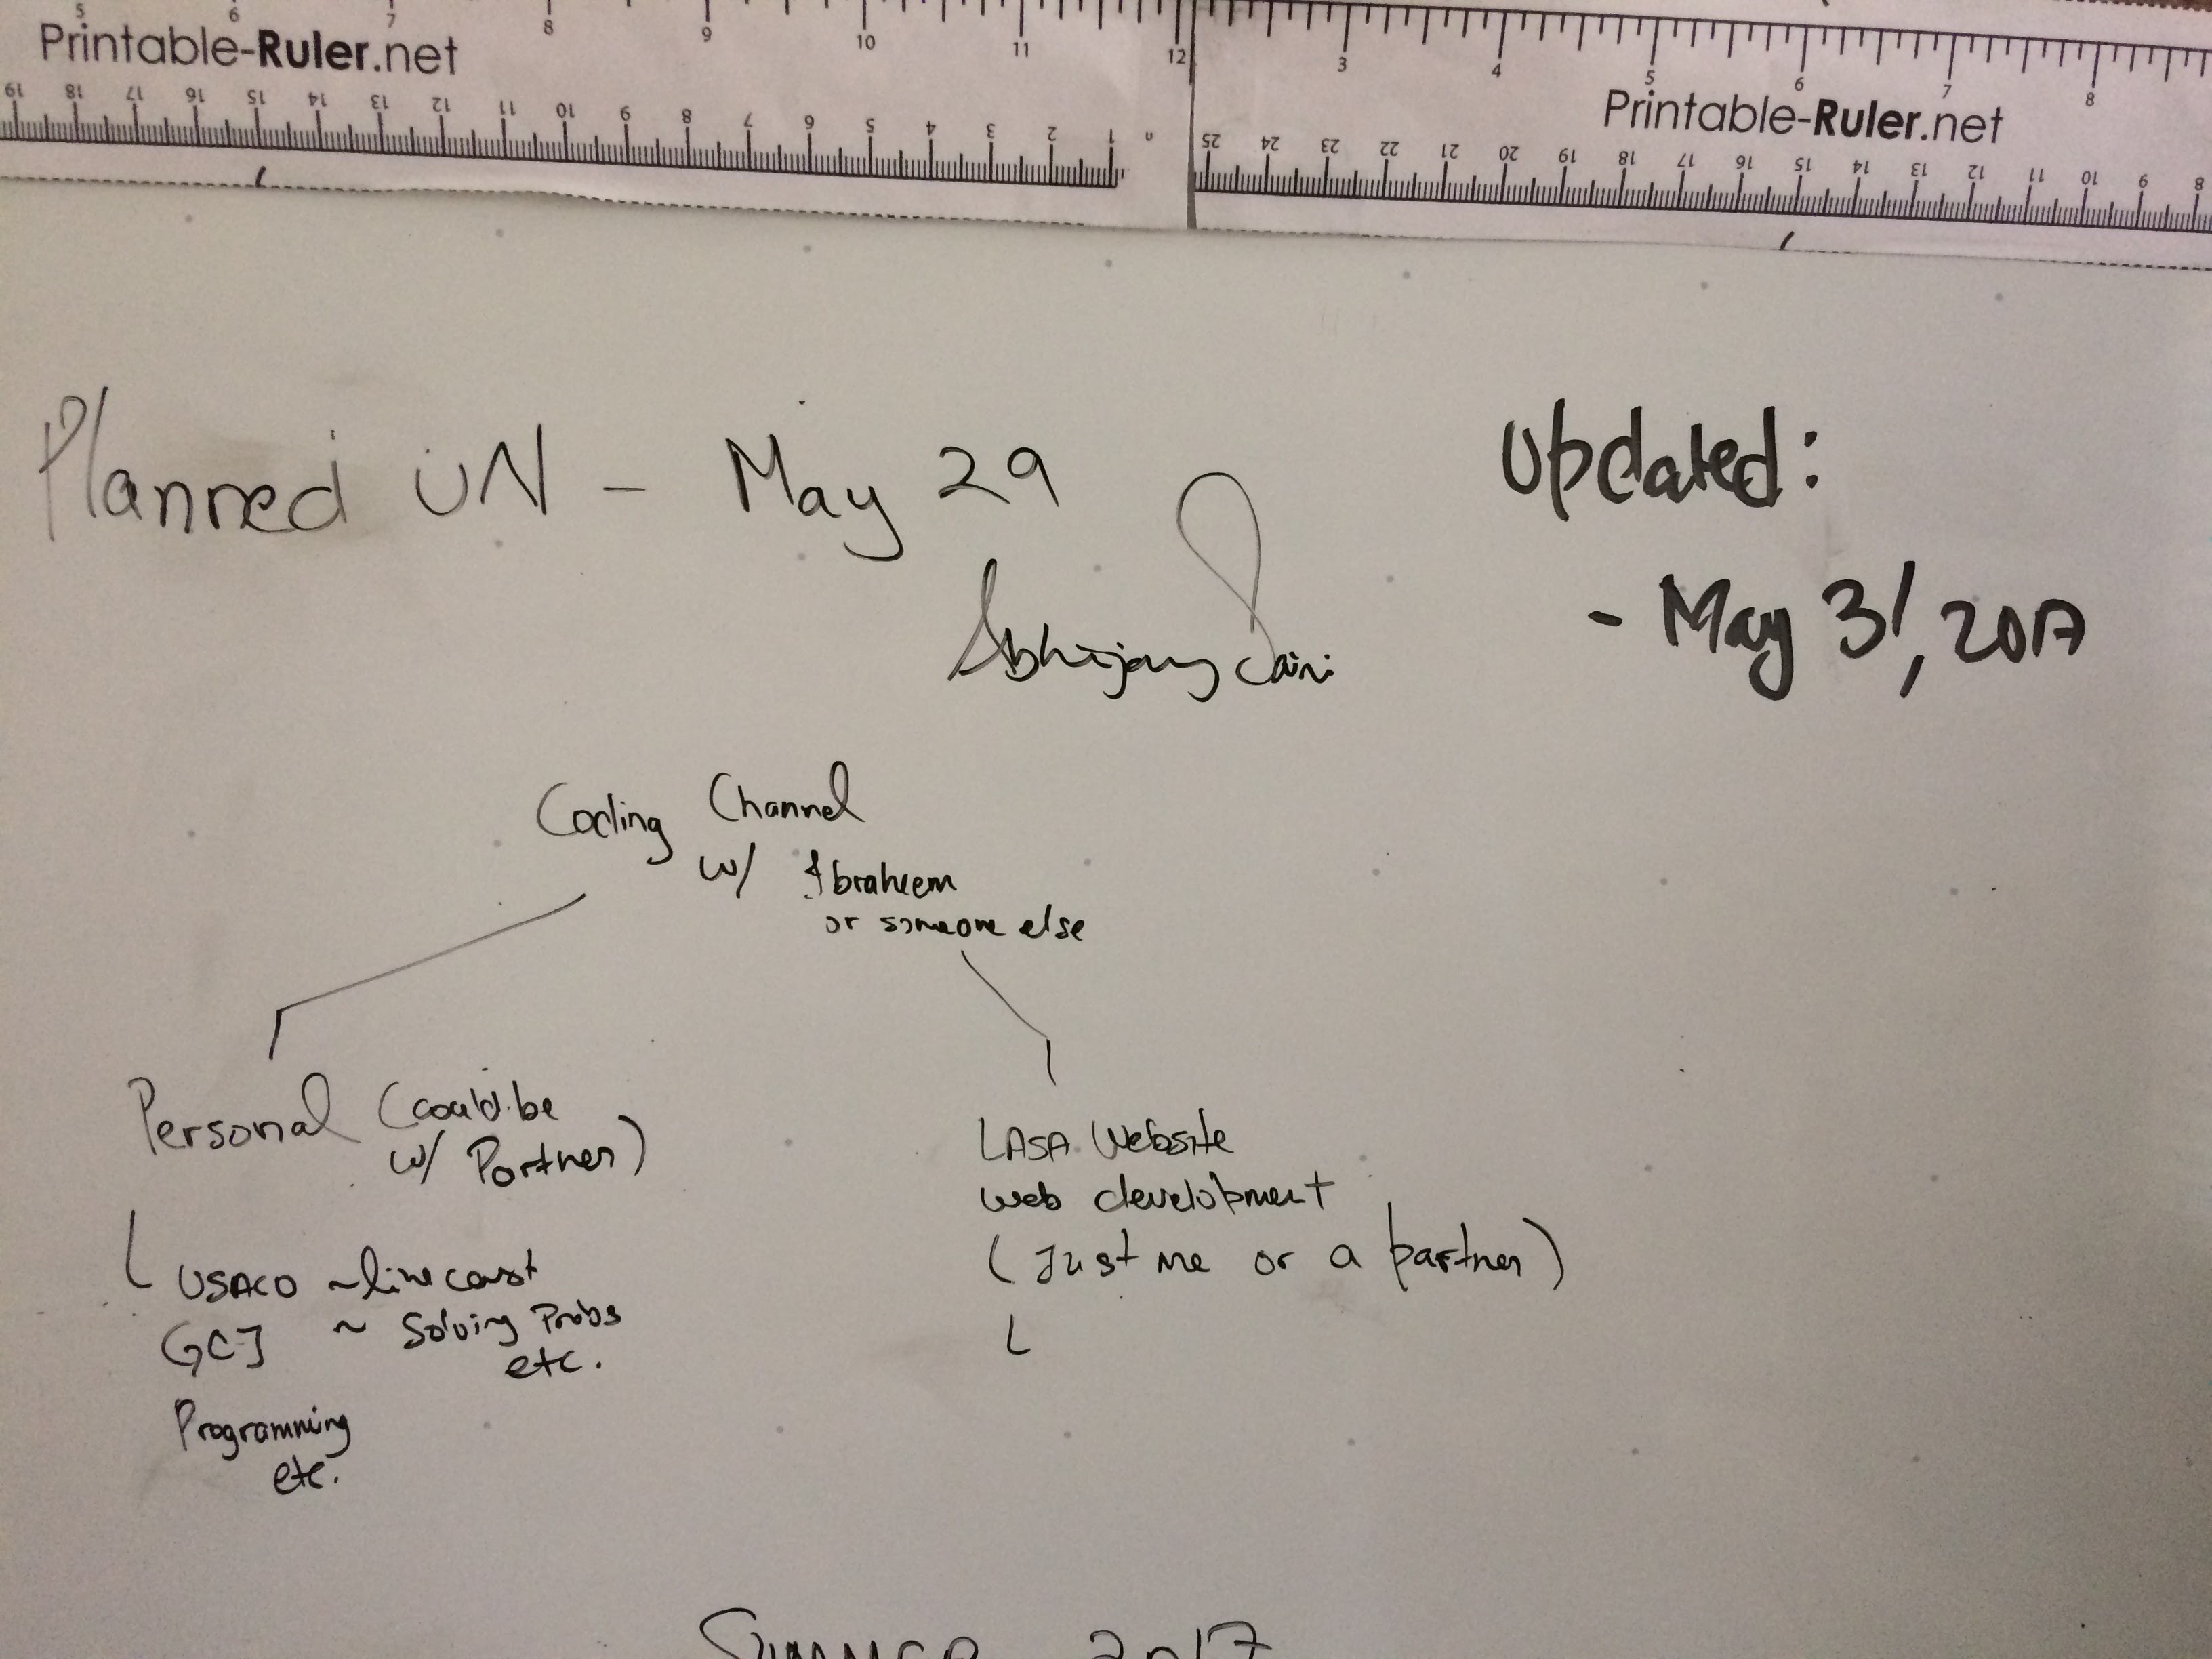 5 6 7 8 9 10 11 12
Printable-Ruler.net
19 18 17 16 15 14 13 12 11 10 9 8 7 6 5 4 3 2 1 0
3 4 5 6 7 8
Printable-Ruler.net
25 24 23 22 21 20 19 18 17 16 15 14 13 12 11 10 9 8
Planned UN - May 29
Updated:
- May 31, 2017
Coding Channel
w/ Ibraheem
or someone else
Personal (could be
w/ Partner)
USACO ~ live cast
GCJ ~ Solving Probs
etc.
Programming
etc.
LASA Website
web development
(Just me or a partner)
Summer 2017